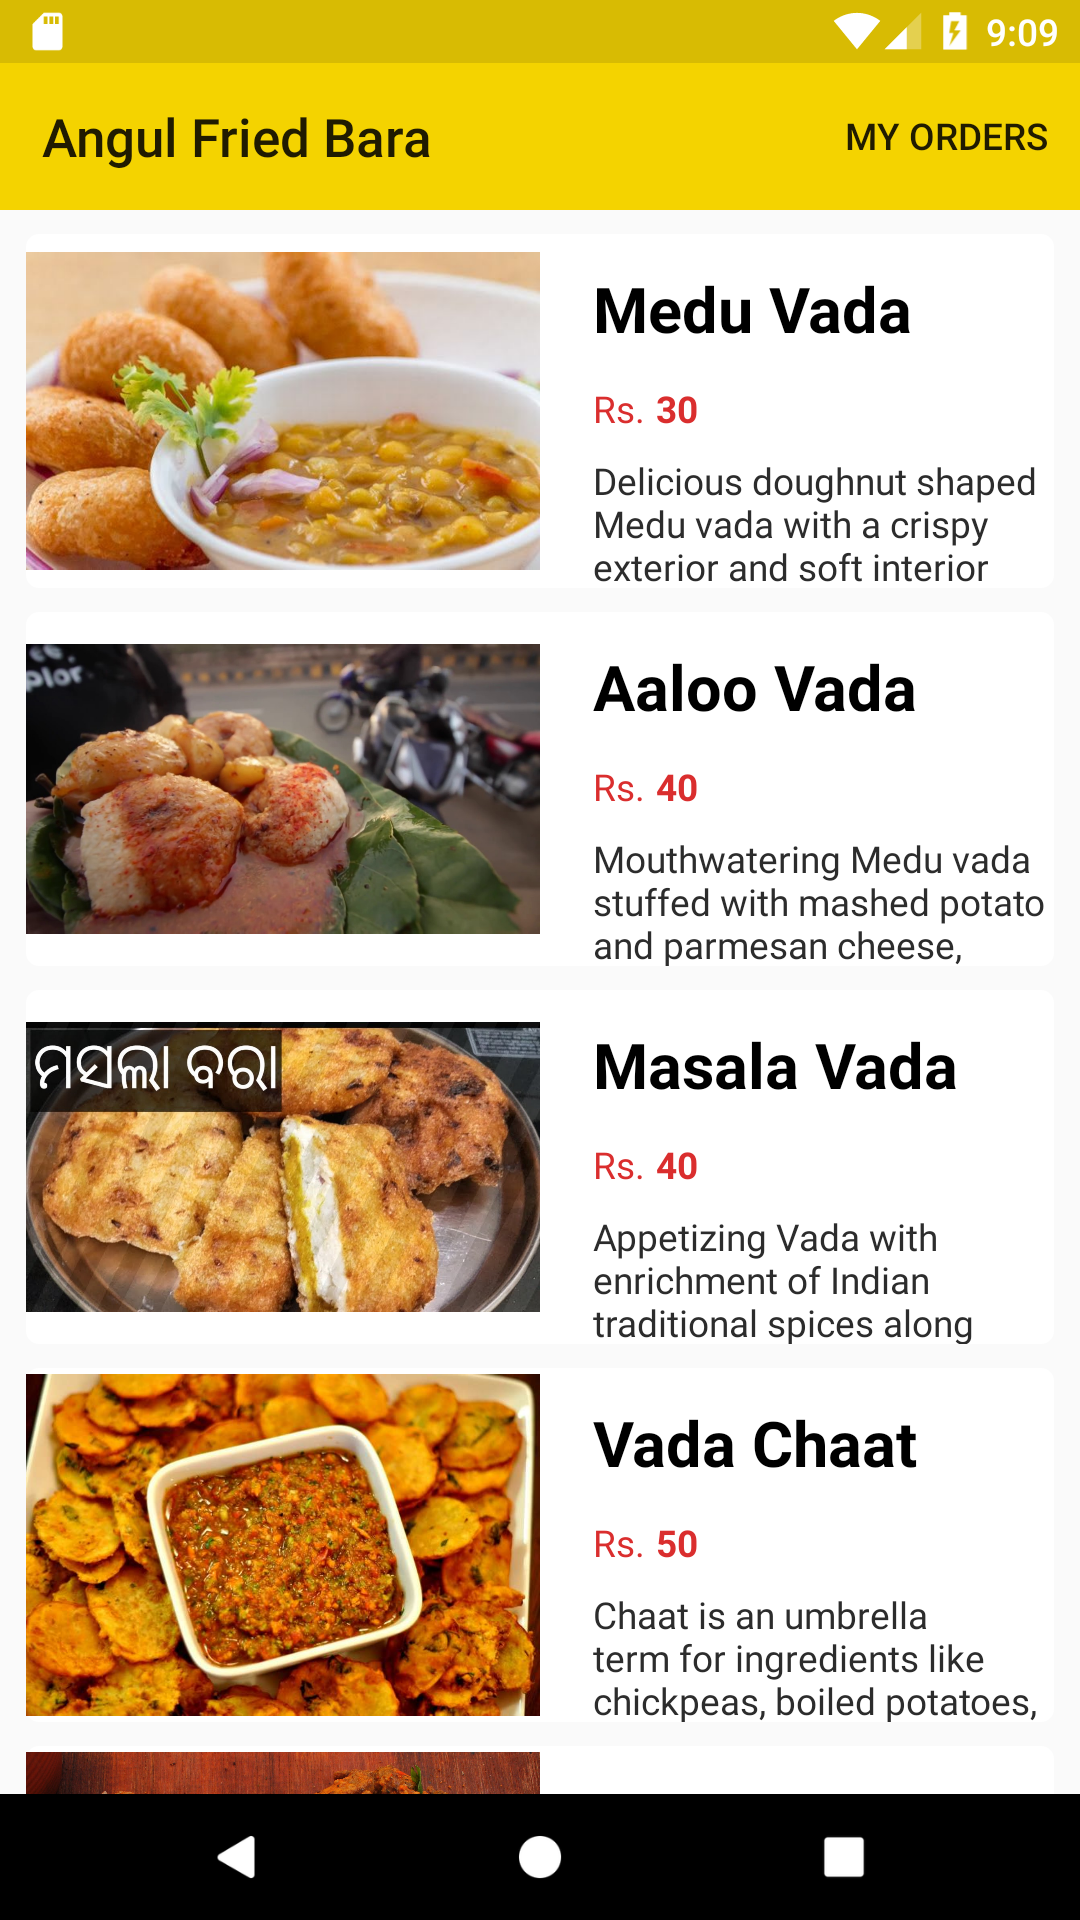 9:09
Angul Fried Bara
MY ORDERS
Medu Vada
Rs. 30
Delicious doughnut shaped
Medu vada with a crispy
exterior and soft interior
plor
Aaloo Vada
Rs. 40
Mouthwatering Medu vada
stuffed with mashed potato
and parmesan cheese,
ମସଲା ବରା
Masala Vada
Rs. 40
Appetizing Vada with
enrichment of Indian
traditional spices along
Vada Chaat
Rs. 50
Chaat is an umbrella
term for ingredients like
chickpeas, boiled potatoes,